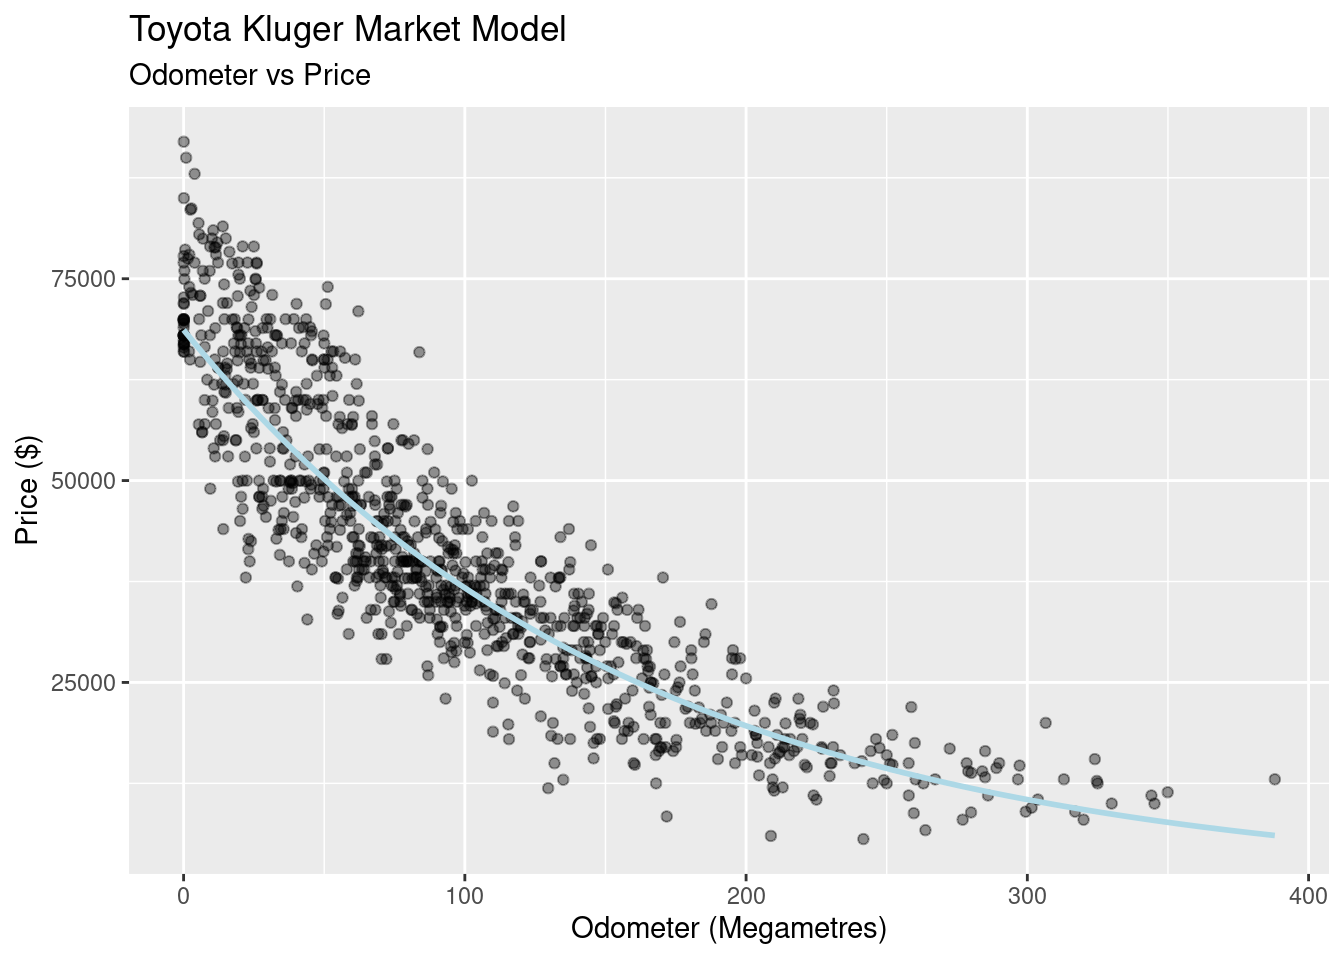 Toyota Kluger Market Model
Odometer vs Price
Price ($)
75000
50000
25000
0 100 200 300 400
Odometer (Megametres)